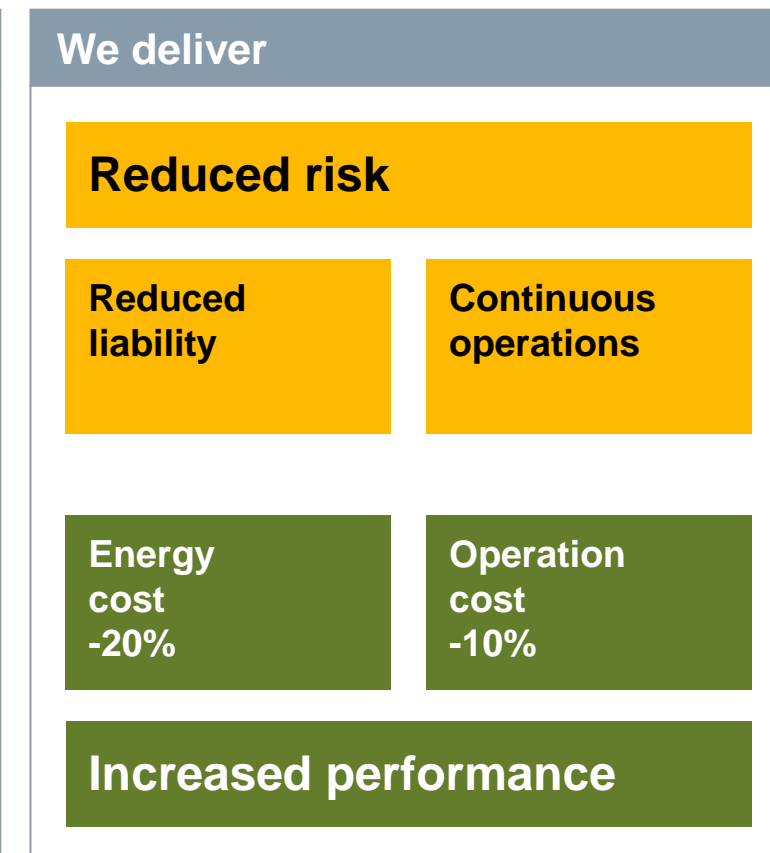 We deliver
Reduced risk
Reduced
liability
Continuous
operations
Energy
cost
-20%
Operation
cost
-10%
Increased performance